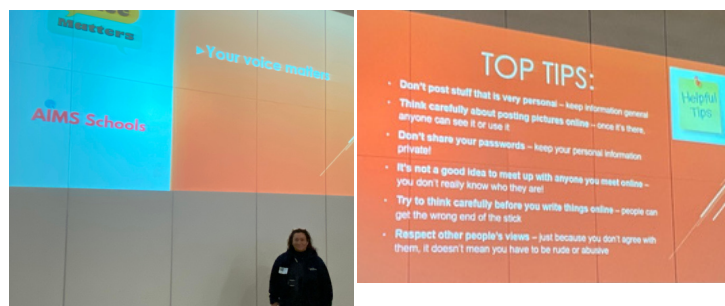 Matters
▸Your voice matters
AIMS Schools
TOP TIPS:
• Don't post stuff that is very personal – keep information general
• Think carefully about posting pictures online – once it's there,
anyone can see it or use it
• Don't share your passwords – keep your personal information
private!
• It's not a good idea to meet up with anyone you meet online –
you don't really know who they are!
• Try to think carefully before you write things online – people can
get the wrong end of the stick
• Respect other people's views – just because you don't agree with
them, it doesn't mean you have to be rude or abusive
Helpful
Tips